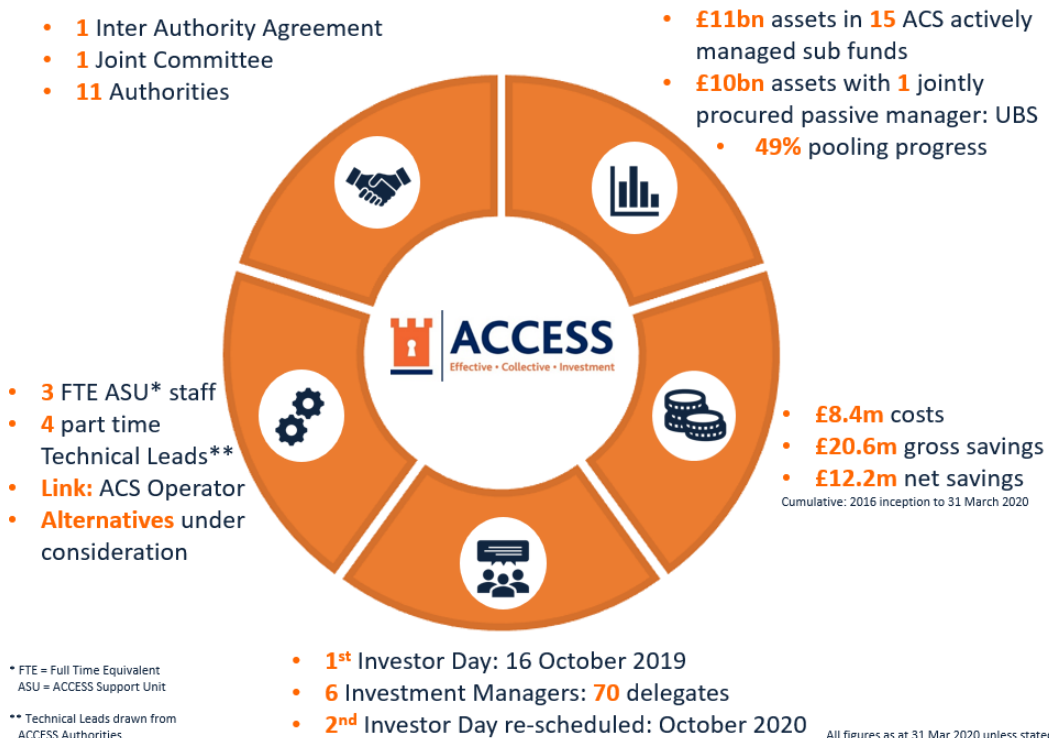 • 1 Inter Authority Agreement
• 1 Joint Committee
• 11 Authorities
• £11bn assets in 15 ACS actively
managed sub funds
• £10bn assets with 1 jointly
procured passive manager: UBS
• 49% pooling progress
ACCESS
Effective • Collective • Investment
• 3 FTE ASU* staff
• 4 part time
Technical Leads**
• Link: ACS Operator
• Alternatives under
consideration
• £8.4m costs
• £20.6m gross savings
• £12.2m net savings
Cumulative: 2016 inception to 31 March 2020
• 1st Investor Day: 16 October 2019
• 6 Investment Managers: 70 delegates
• 2nd Investor Day re-scheduled: October 2020
* FTE = Full Time Equivalent
ASU = ACCESS Support Unit
** Technical Leads drawn from
ACCESS Authorities
All figures as at 31 Mar 2020 unless stated